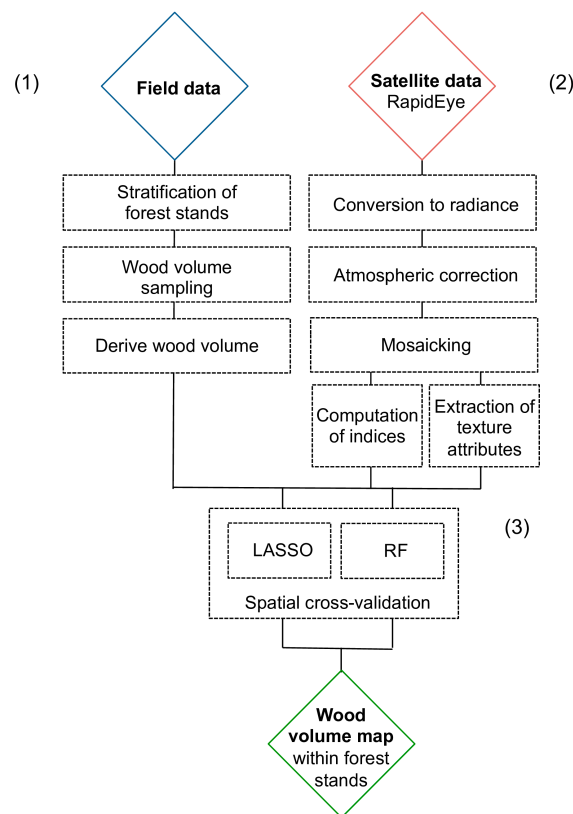 (1)
Field data
Satellite data
RapidEye
(2)
Stratification of
forest stands
Conversion to radiance
Wood volume
sampling
Atmospheric correction
Derive wood volume
Mosaicking
Computation
of indices
Extraction of
texture
attributes
(3)
LASSO
RF
Spatial cross-validation
Wood
volume map
within forest
stands